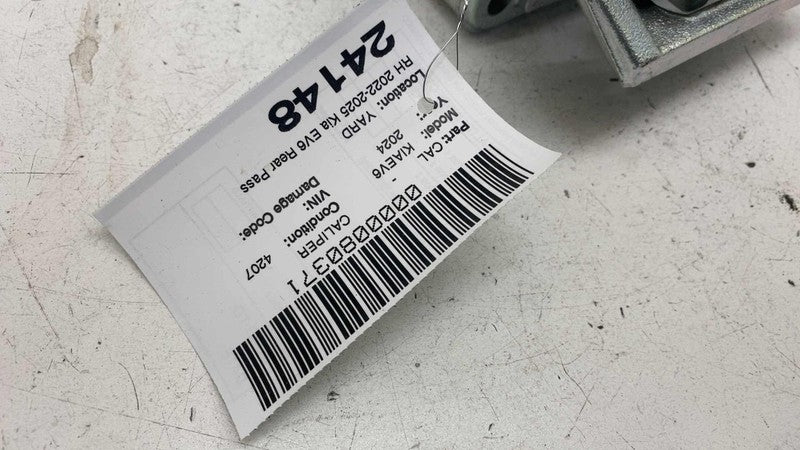 0000080371
Part: CAL - CALIPER 4207
Model: KIAEV6 Condition:
Year: 2024 VIN:
Location: YARD Damage Code:
RH 2022-2025 Kia EV6 Rear Pass
24148